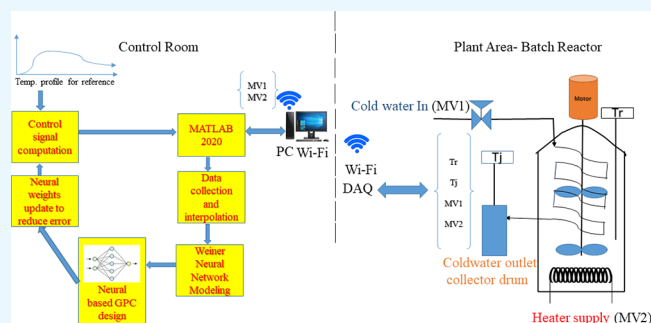 Control Room
Plant Area- Batch Reactor
Temp. profile for reference
MV1
MV2
Motor
Tr
Cold water In (MV1)
Control
signal
computation
MATLAB
2020
PC Wi-Fi
Wi-Fi
DAQ
Tr
Tj
MV1
MV2
Tj
Neural
weights
update to
reduce error
Data
collection
and
interpolation
Weiner
Neural
Network
Modeling
Neural
based GPC
design
Coldwater outlet
collector drum
Heater supply (MV2)